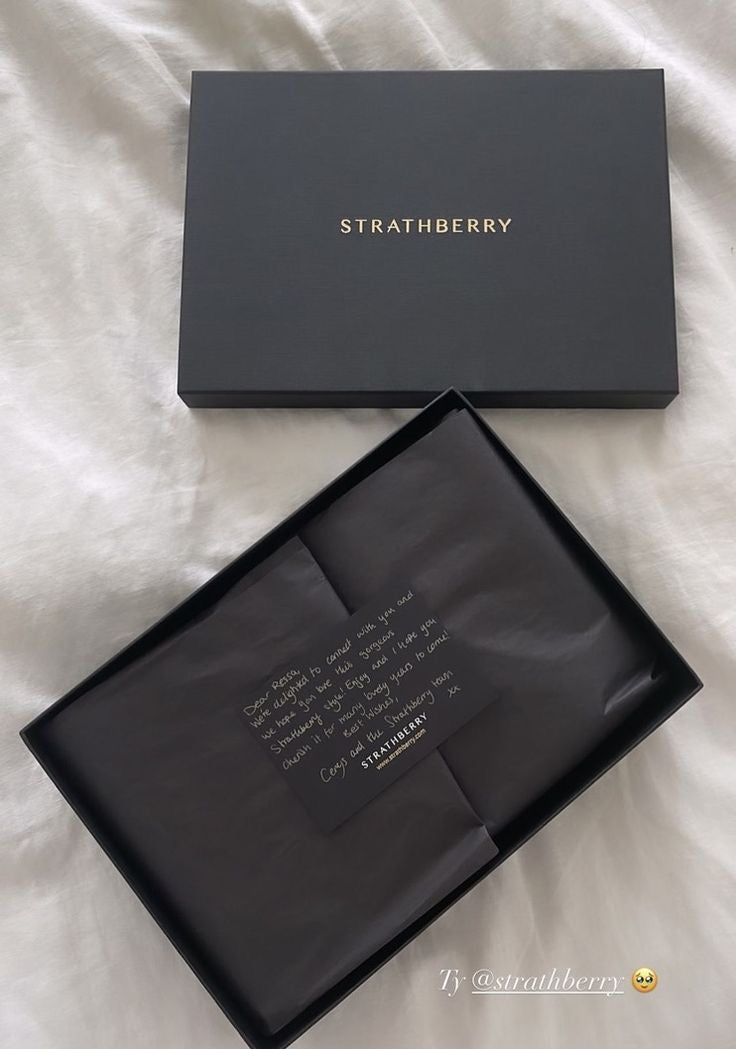 STRATHBERRY
Dear Reisa,
We're delighted to connect with you and
we hope you love this gorgeous
Strathberry style! Enjoy and I hope you
cherish it for many lovely years to come!
Best Wishes,
Cerys and the Strathberry team
xx
STRATHBERRY
www.strathberry.com
Ty @strathberry 🥹